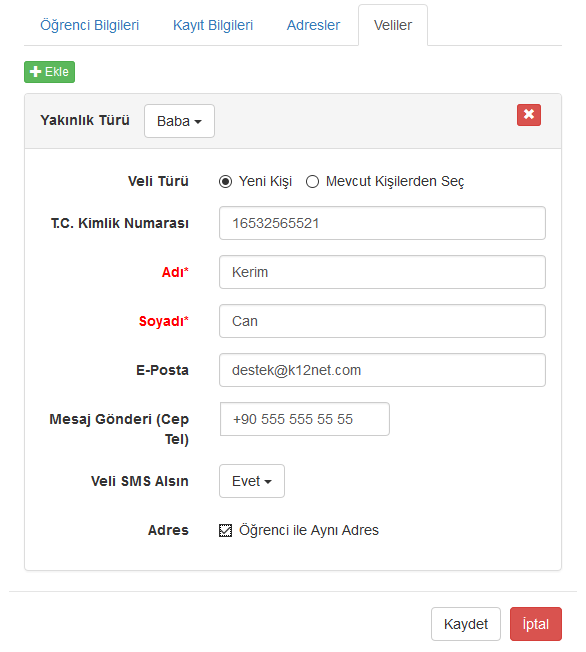 Öğrenci Bilgileri Kayıt Bilgileri Adresler Veliler
Ekle
Yakınlık Türü Baba
Veli Türü Yeni Kişi Mevcut Kişilerden Seç
T.C. Kimlik Numarası 16532565521
Adı* Kerim
Soyadı* Can
E-Posta destek@k12net.com
Mesaj Gönderi (Cep Tel) +90 555 555 55 55
Veli SMS Alsın Evet
Adres Öğrenci ile Aynı Adres
Kaydet İptal